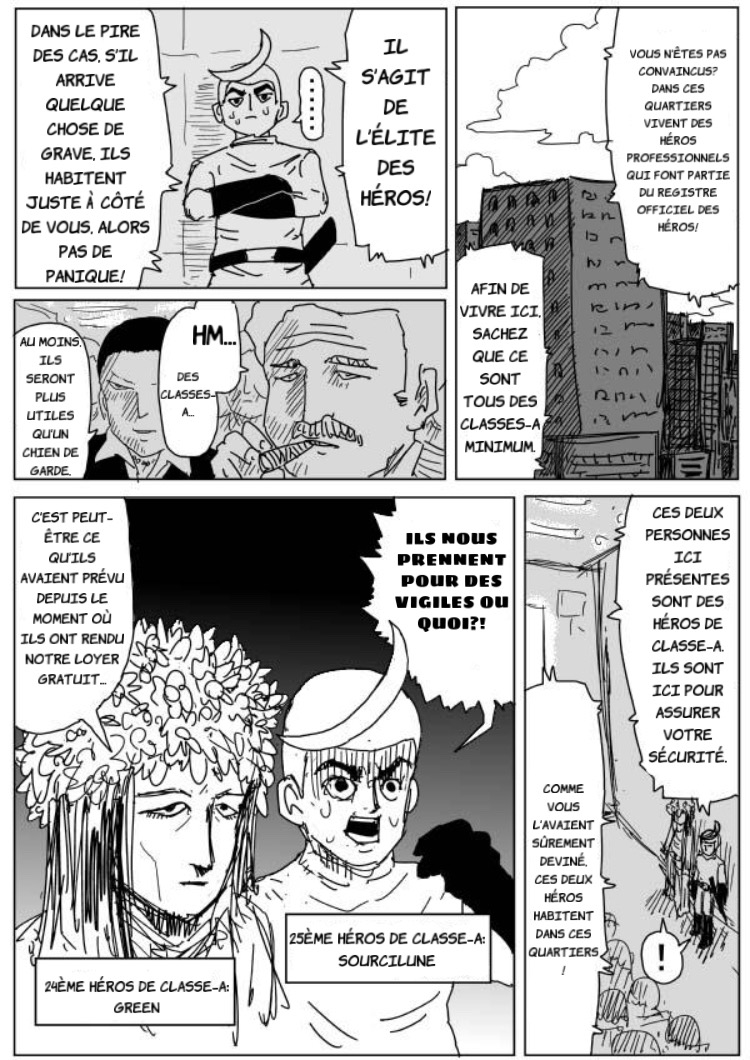 VOUS N'ÊTES PAS
CONVAINCUS?
DANS CES
QUARTIERS
VIVENT DES
HÉROS
PROFESSIONNELS
QUI FONT PARTIE
DU REGISTRE
OFFICIEL DES
HÉROS!
AFIN DE
VIVRE ICI,
SACHEZ
QUE CE
SONT
TOUS DES
CLASSES-A
MINIMUM.
IL
S'AGIT
DE
L'ÉLITE
DES
HÉROS!
......
DANS LE PIRE
DES CAS, S'IL
ARRIVE
QUELQUE
CHOSE DE
GRAVE, ILS
HABITENT
JUSTE À CÔTÉ
DE VOUS, ALORS
PAS DE
PANIQUE!
HM...
DES
CLASSES-
A...
AU MOINS,
ILS
SERONT
PLUS
UTILES
QU'UN
CHIEN DE
GARDE.
CES DEUX
PERSONNES
ICI
PRÉSENTES
SONT DES
HÉROS DE
CLASSE-A.
ILS SONT
ICI POUR
ASSURER
VOTRE
SÉCURITÉ.
COMME
VOUS
L'AVAIENT
SÛREMENT
DEVINÉ,
CES DEUX
HÉROS
HABITENT
DANS CES
QUARTIERS
!
!
ILS NOUS
PRENNENT
POUR DES
VIGILES OU
QUOI?!
C'EST PEUT-
ÊTRE CE
QU'ILS
AVAIENT PRÉVU
DEPUIS LE
MOMENT OÙ
ILS ONT RENDU
NOTRE LOYER
GRATUIT...
25ÈME HÉROS DE CLASSE-A:
SOURCILUNE
24ÈME HÉROS DE CLASSE-A:
GREEN